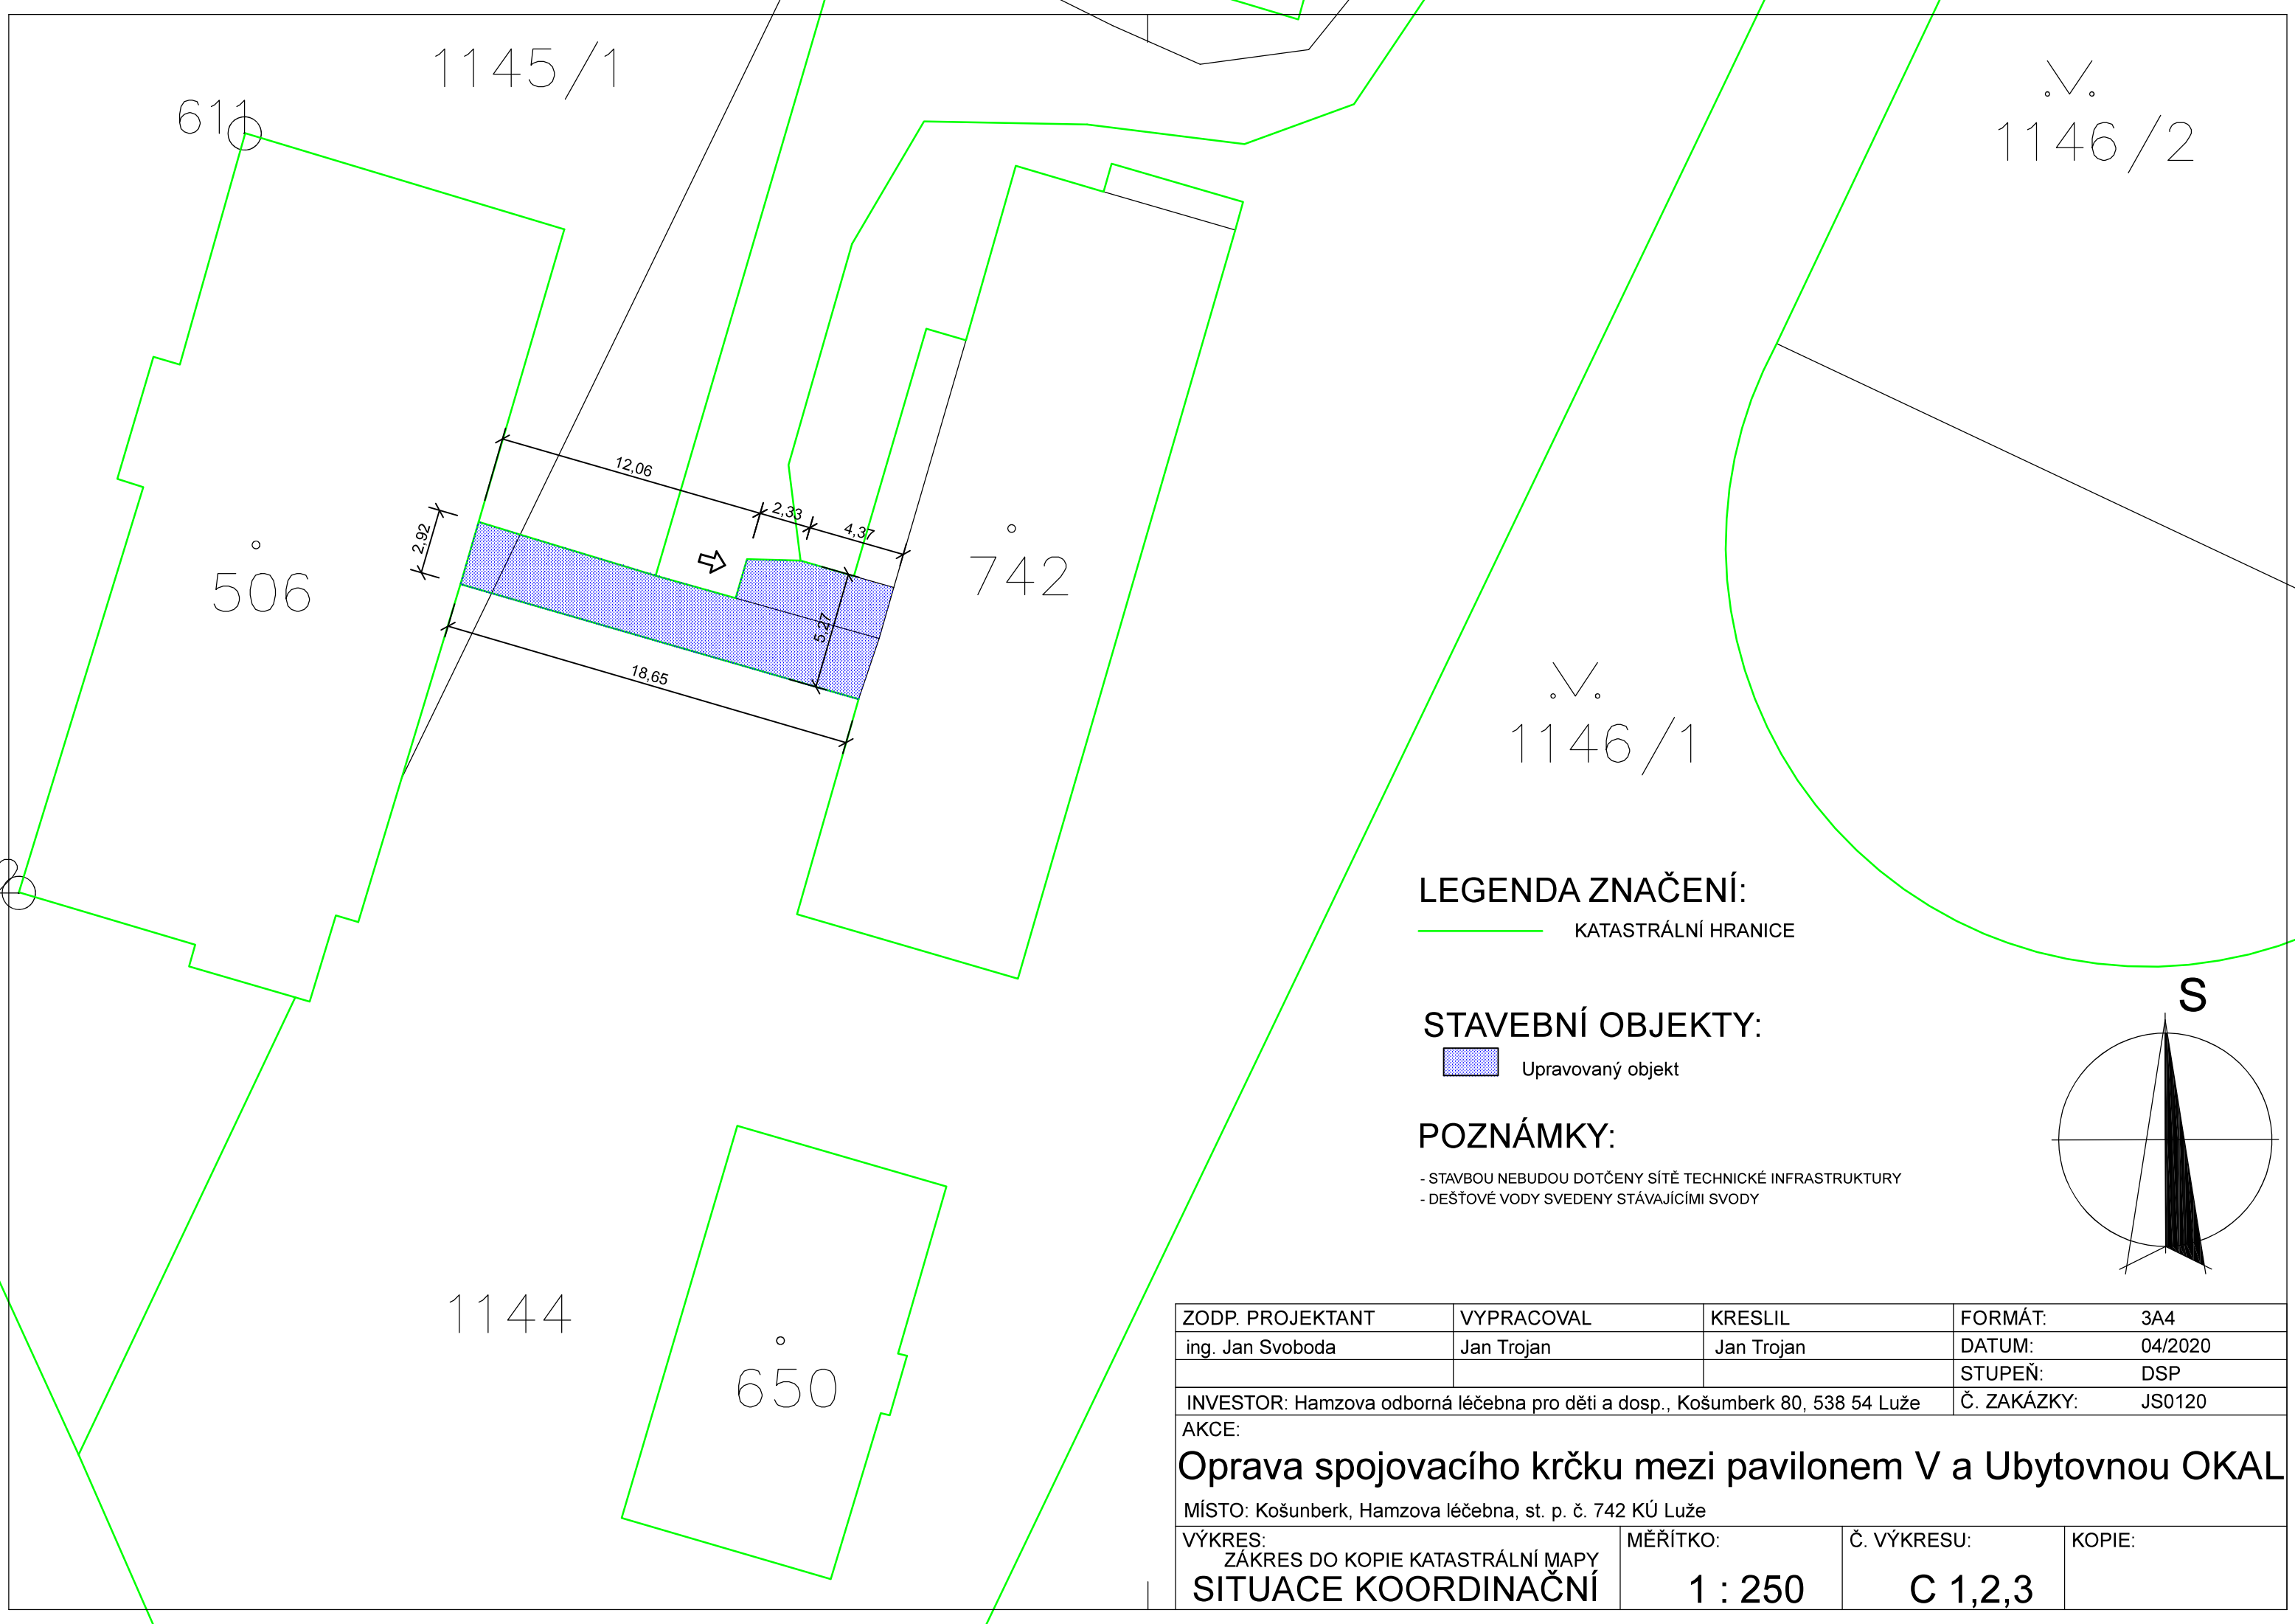 1145/1
611
1146/2
12,06
2,33
4,37
2,92
506
742
5,27
18,65
1146/1
2
LEGENDA ZNAČENÍ:
KATASTRÁLNÍ HRANICE
S
STAVEBNÍ OBJEKTY:
Upravovaný objekt
POZNÁMKY:
- STAVBOU NEBUDOU DOTČENY SÍTĚ TECHNICKÉ INFRASTRUKTURY
- DEŠŤOVÉ VODY SVEDENY STÁVAJÍCÍMI SVODY
1144
650
ZODP. PROJEKTANT VYPRACOVAL KRESLIL FORMÁT: 3A4
ing. Jan Svoboda Jan Trojan Jan Trojan DATUM: 04/2020
STUPEŇ: DSP
INVESTOR: Hamzova odborná léčebna pro děti a dosp., Košumberk 80, 538 54 Luže Č. ZAKÁZKY: JS0120
AKCE:
Oprava spojovacího krčku mezi pavilonem V a Ubytovnou OKAL
MÍSTO: Košunberk, Hamzova léčebna, st. p. č. 742 KÚ Luže
VÝKRES: MĚŘÍTKO: Č. VÝKRESU: KOPIE:
ZÁKRES DO KOPIE KATASTRÁLNÍ MAPY
SITUACE KOORDINAČNÍ 1 : 250 C 1,2,3